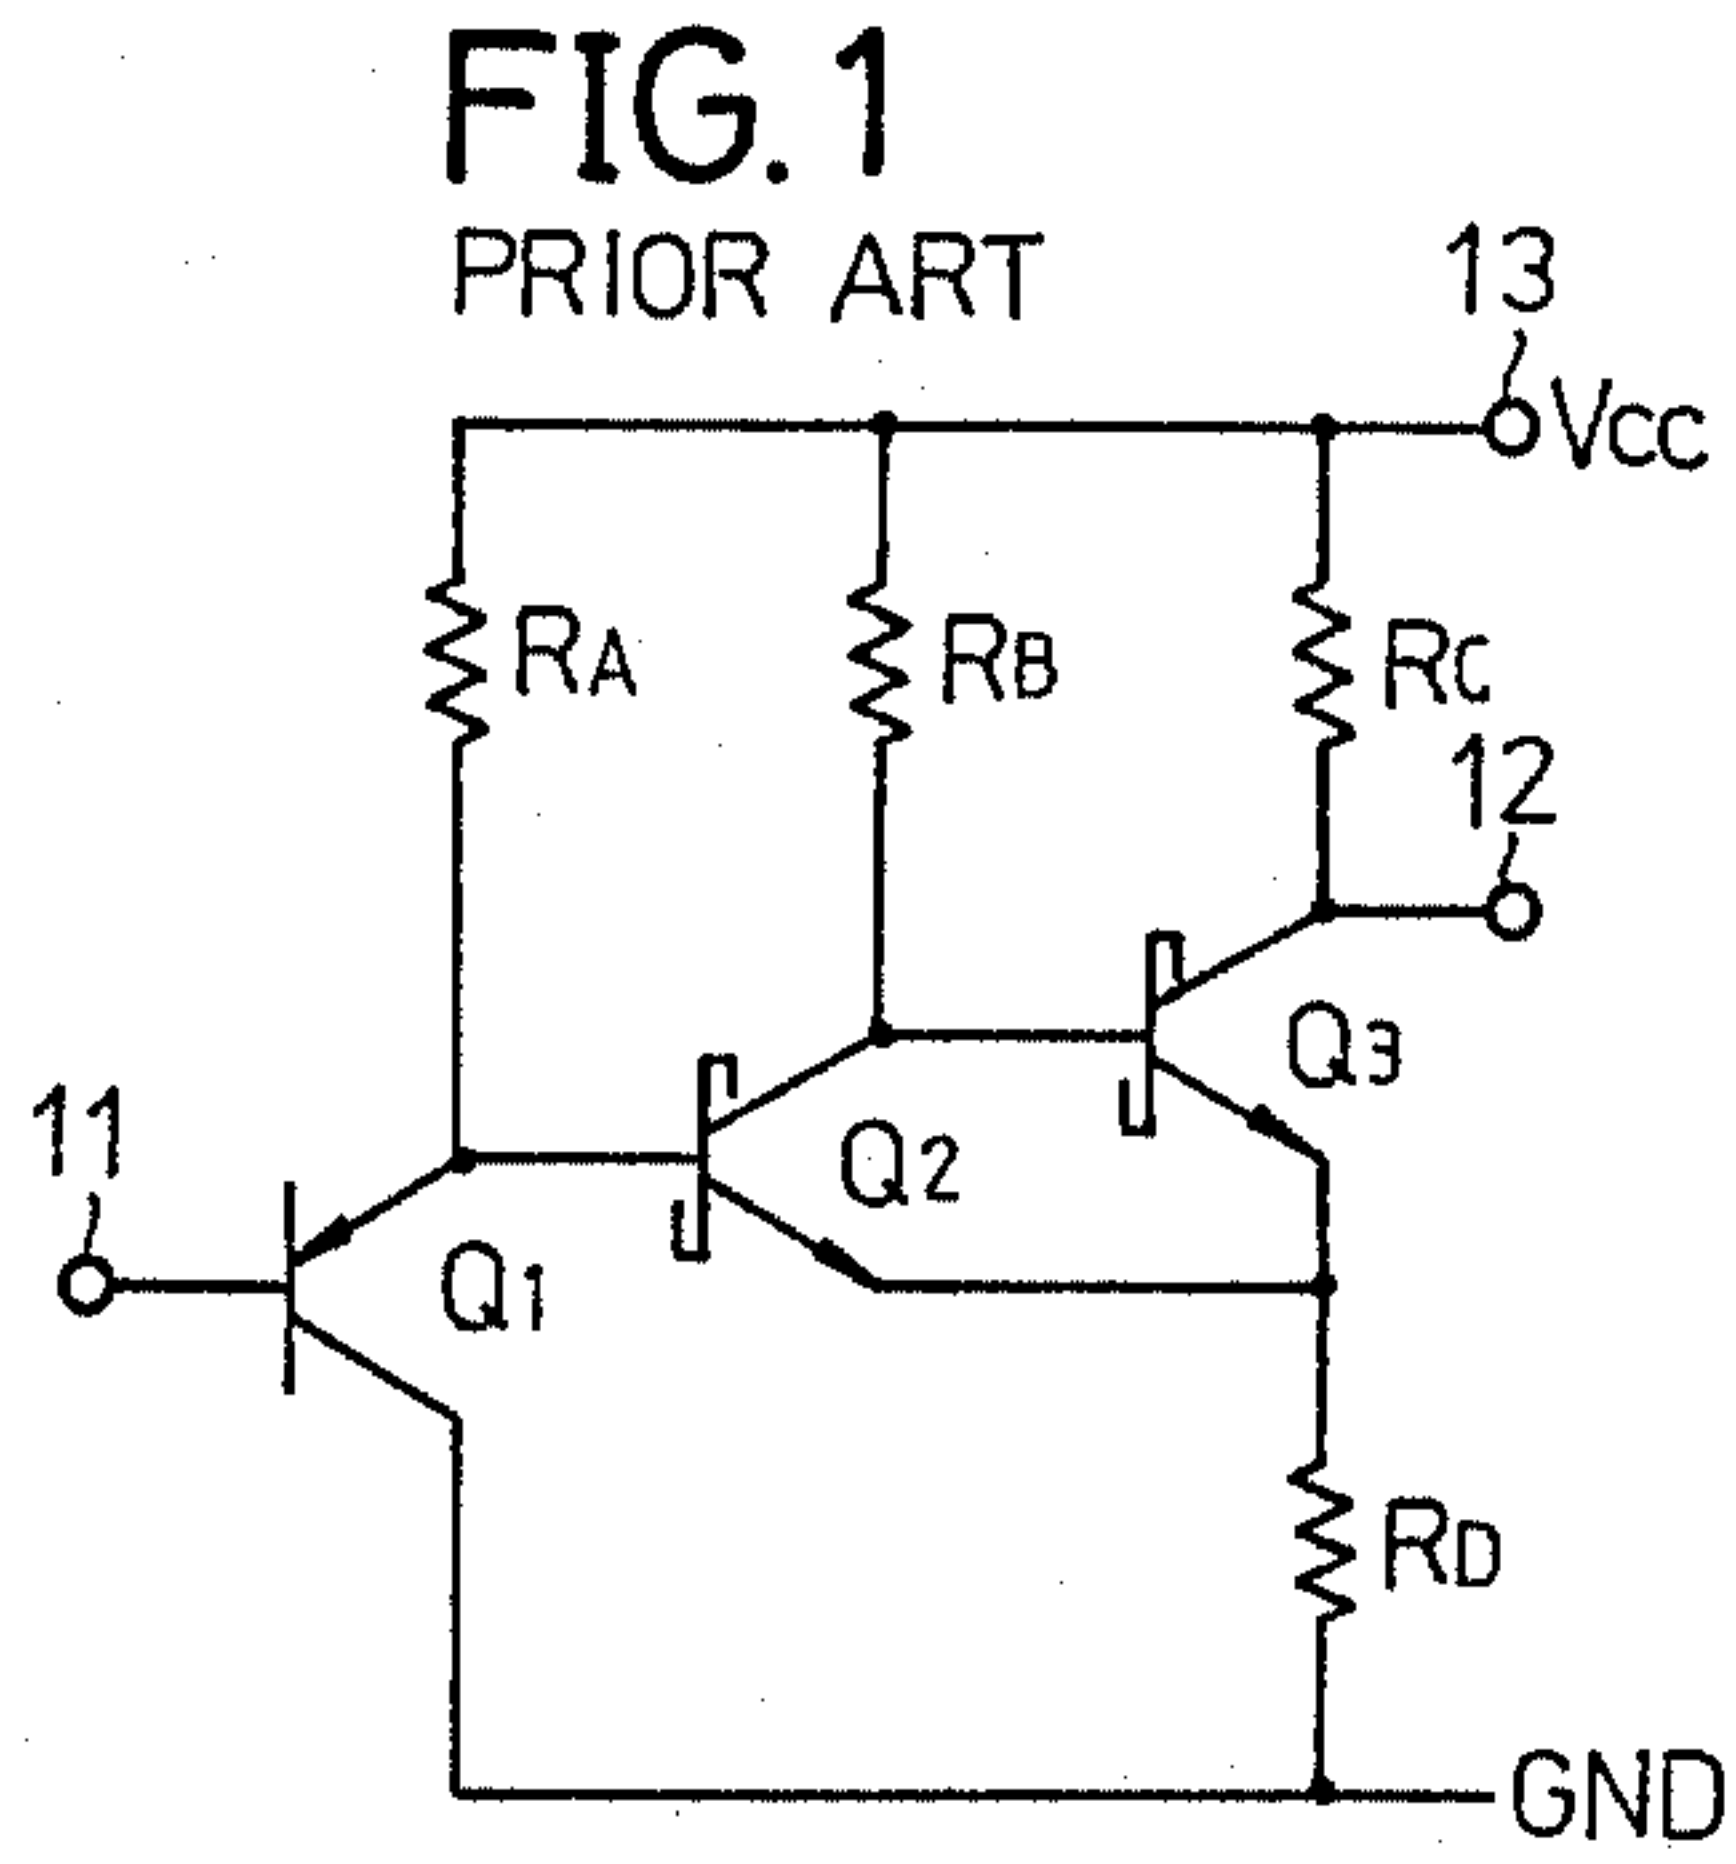 FIG. 1
PRIOR ART
13
VCC
RA
RB
RC
12
Q3
11
Q2
Q1
RD
GND